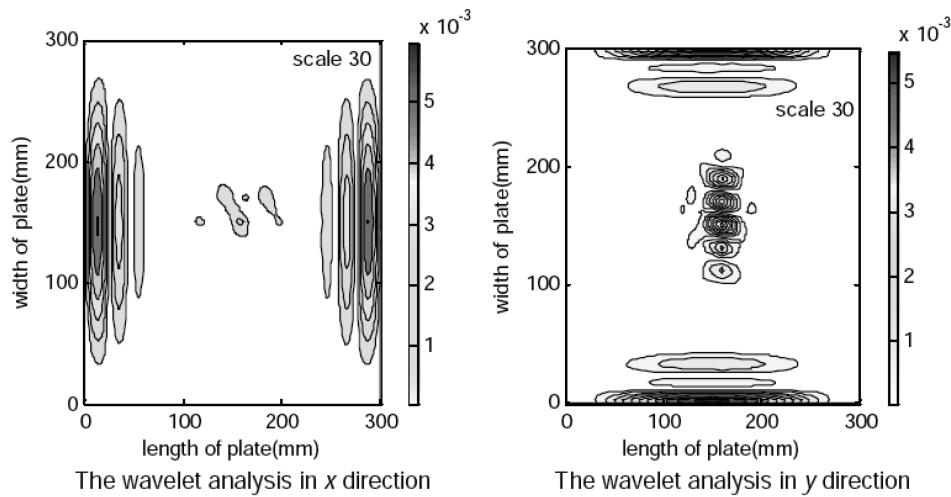 x 10⁻³
300
scale 30
5
200
4
3
100
2
1
0
0
100
200
300
width of plate(mm)
length of plate(mm)
The wavelet analysis in x direction
x 10⁻³
300
5
scale 30
200
4
3
100
2
1
0
0
100
200
300
width of plate(mm)
length of plate(mm)
The wavelet analysis in y direction